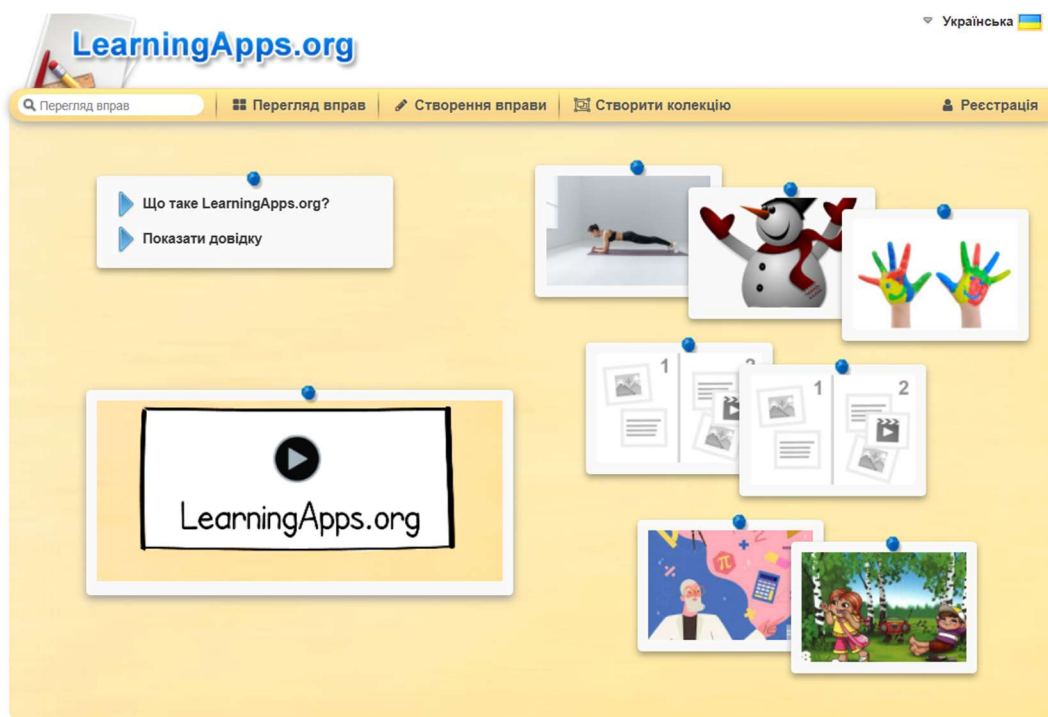 LearningApps.org
Українська
Перегляд вправ
Перегляд вправ
Створення вправи
Створити колекцію
Реєстрація
Що таке LearningApps.org?
Показати довідку
1
2
1
2
LearningApps.org
π
8